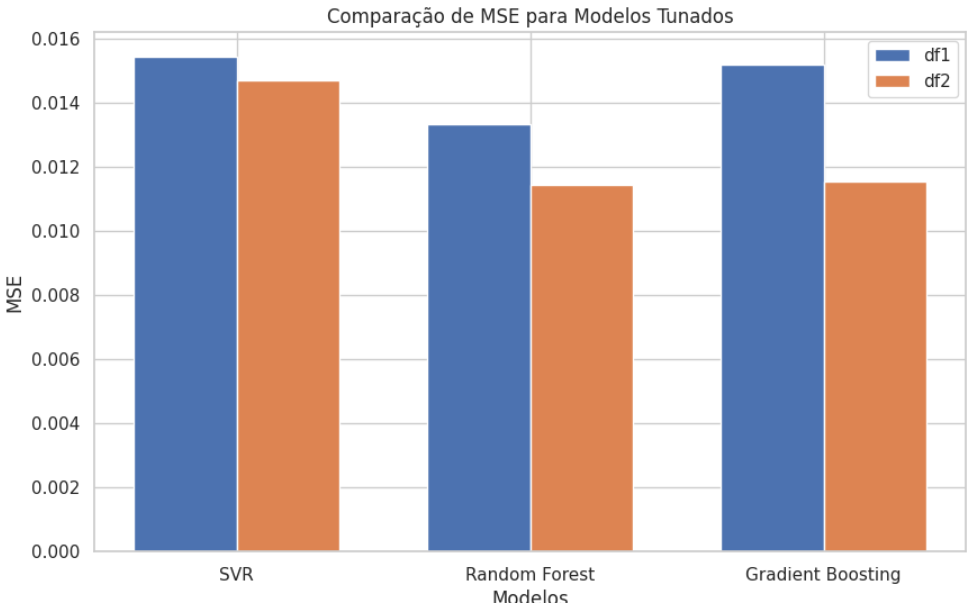 Comparação de MSE para Modelos Tunados
0.016
0.014
0.012
0.010
0.008
0.006
0.004
0.002
0.000
MSE
df1
df2
SVR
Random Forest
Gradient Boosting
Modelos